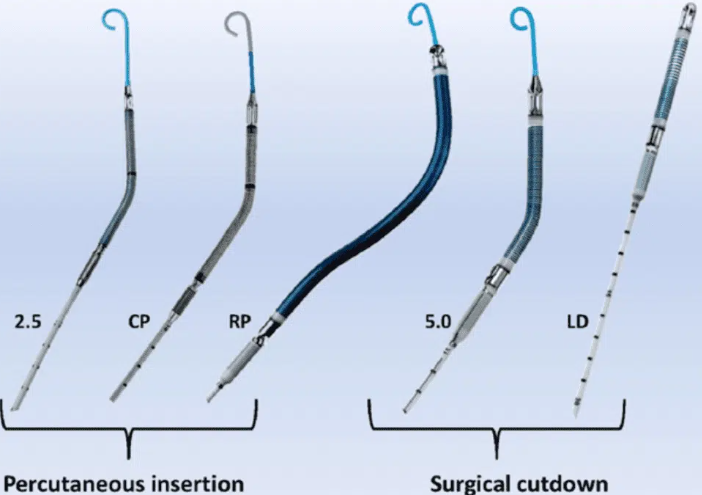 2.5
CP
RP
5.0
LD
Percutaneous insertion
Surgical cutdown